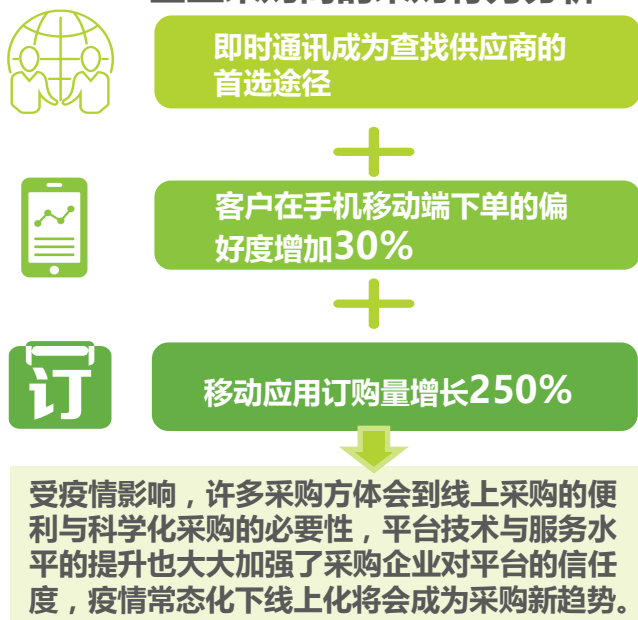 即时通讯成为查找供应商的
首选途径
客户在手机移动端下单的偏
好度增加30%
订
移动应用订购量增长250%
受疫情影响，许多采购方体会到线上采购的便
利与科学化采购的必要性，平台技术与服务水
平的提升也大大加强了采购企业对平台的信任
度，疫情常态化下线上化将会成为采购新趋势。